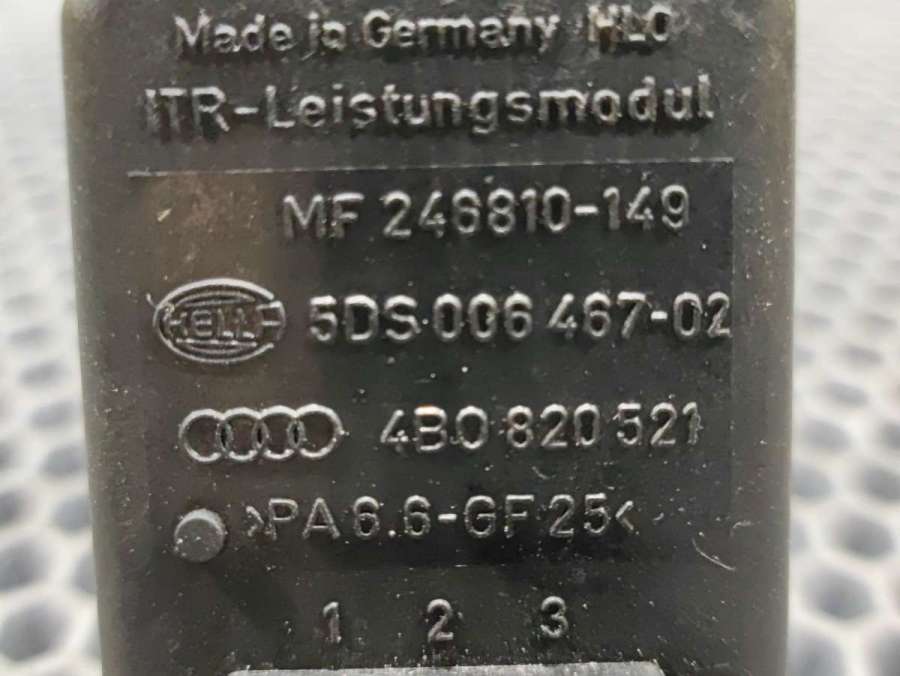 Made in Germany
ITR-Leistungsmodul
MF 246810-149
HELLA 5DS 006 467-02
4B0 820 521
>PA 6.6-GF 25<
1 2 3